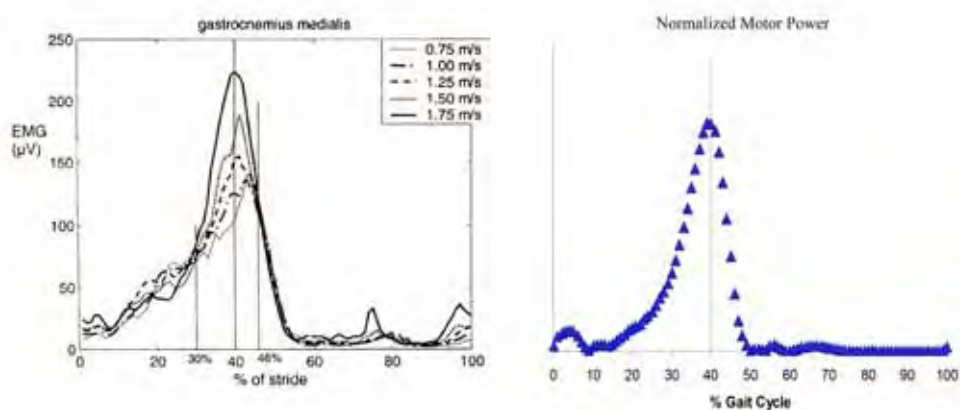 gastrocnemius medialis
250
200
150
100
50
0
EMG
(µV)
0.75 m/s
1.00 m/s
1.25 m/s
1.50 m/s
1.75 m/s
30%
46%
0 20 40 60 80 100
% of stride
Normalized Motor Power
0 10 20 30 40 50 60 70 80 90 100
% Gait Cycle